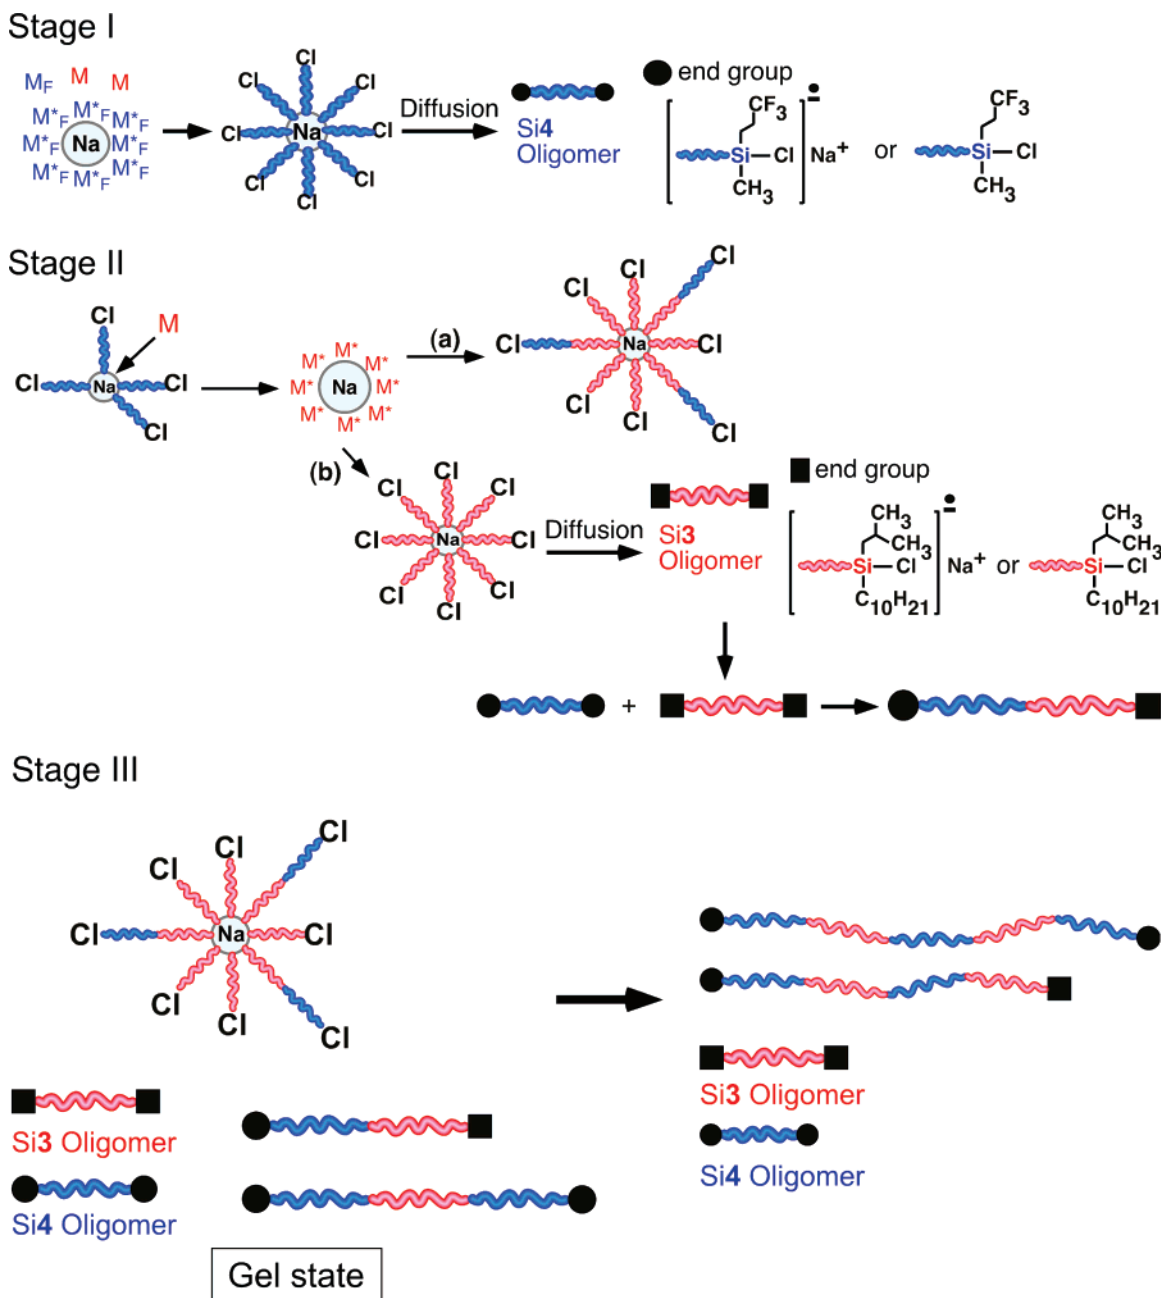 Stage I
M_F M M
M*_F M*_F M*_F
M*_F Na M*_F
M*_F M*_F M*_F
Cl Cl Cl Cl Na Cl Cl Cl Cl
Diffusion
Si4
Oligomer
end group
CF3
Si—Cl
CH3
Na+
or
CF3
Si—Cl
CH3
Stage II
Cl
M
Cl Na Cl
Cl
M* M* M*
M* Na M*
M* M* M*
(a)
Cl Cl Cl
Cl Na Cl
Cl Cl Cl
(b)
Cl Cl Cl
Cl Na Cl
Cl Cl Cl
Diffusion
Si3
Oligomer
end group
CH3
CH3
Si—Cl
C10H21
Na+
or
CH3
CH3
Si—Cl
C10H21
+
Stage III
Cl Cl Cl
Cl Na Cl
Cl Cl Cl
Si3 Oligomer
Si4 Oligomer
Gel state
Si3 Oligomer
Si4 Oligomer